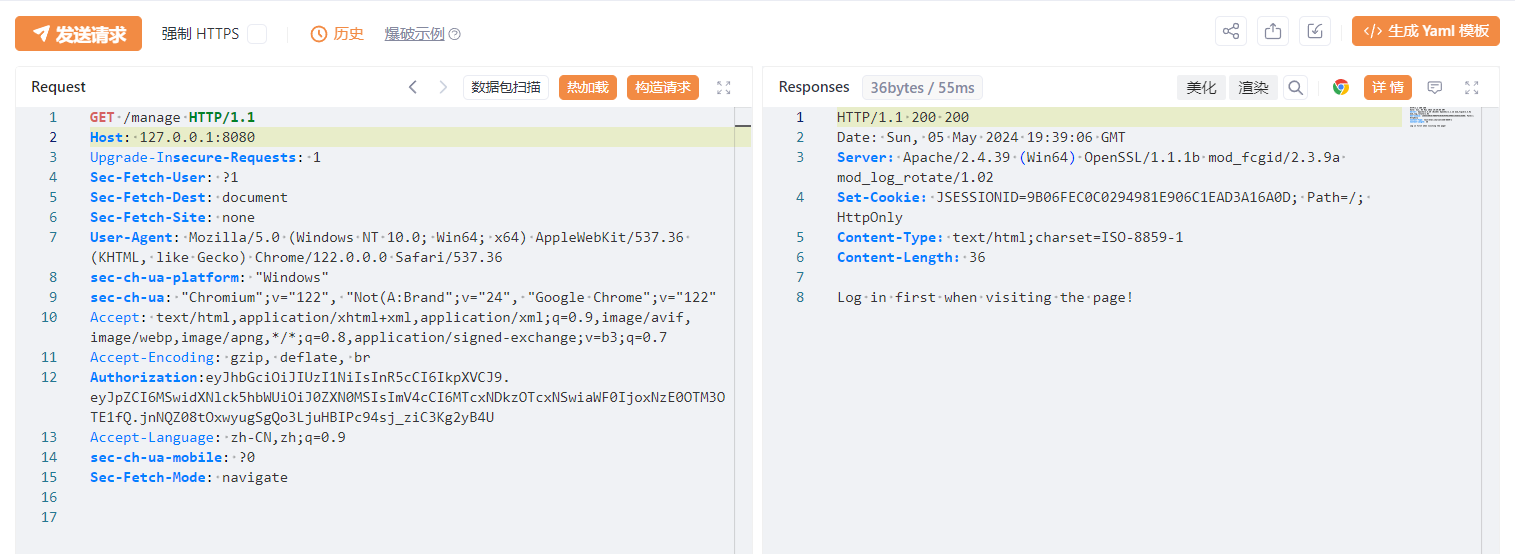 发送请求 强制 HTTPS 历史 爆破示例 生成 Yaml 模板
Request 数据包扫描 热加载 构造请求
1 GET /manage HTTP/1.1
2 Host: 127.0.0.1:8080
3 Upgrade-Insecure-Requests: 1
4 Sec-Fetch-User: ?1
5 Sec-Fetch-Dest: document
6 Sec-Fetch-Site: none
7 User-Agent: Mozilla/5.0 (Windows NT 10.0; Win64; x64) AppleWebKit/537.36
(KHTML, like Gecko) Chrome/122.0.0.0 Safari/537.36
8 sec-ch-ua-platform: "Windows"
9 sec-ch-ua: "Chromium";v="122", "Not(A:Brand";v="24", "Google Chrome";v="122"
10 Accept: text/html,application/xhtml+xml,application/xml;q=0.9,image/avif,
image/webp,image/apng,*/*;q=0.8,application/signed-exchange;v=b3;q=0.7
11 Accept-Encoding: gzip, deflate, br
12 Authorization:eyJhbGciOiJIUzI1NiIsInR5cCI6IkpXVCJ9.
eyJpZCI6MSwidXNlck5hbWUiOiJ0ZXN0MSIsImV4cCI6MTcxNDkzOTcxNSwiaWF0IjoxNzE0OTM3O
TE1fQ.jnNQZ08tOxwyugSgQo3LjuHBIPc94sj_ziC3Kg2yB4U
13 Accept-Language: zh-CN,zh;q=0.9
14 sec-ch-ua-mobile: ?0
15 Sec-Fetch-Mode: navigate
16
17
Responses 36bytes / 55ms 美化 渲染 详情
1 HTTP/1.1 200 200
2 Date: Sun, 05 May 2024 19:39:06 GMT
3 Server: Apache/2.4.39 (Win64) OpenSSL/1.1.1b mod_fcgid/2.3.9a
mod_log_rotate/1.02
4 Set-Cookie: JSESSIONID=9B06FEC0C0294981E906C1EAD3A16A0D; Path=/;
HttpOnly
5 Content-Type: text/html;charset=ISO-8859-1
6 Content-Length: 36
7
8 Log in first when visiting the page!